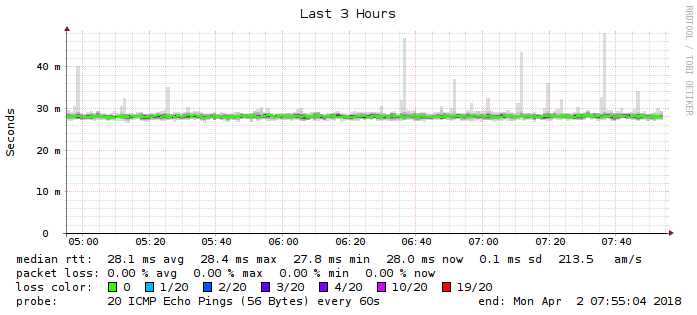 Last 3 Hours
RRDTOOL / TOBI OETIKER
Seconds
40 m
30 m
20 m
10 m
0
05:00 05:20 05:40 06:00 06:20 06:40 07:00 07:20 07:40
median rtt: 28.1 ms avg 28.4 ms max 27.8 ms min 28.0 ms now 0.1 ms sd 213.5 am/s
packet loss: 0.00 % avg 0.00 % max 0.00 % min 0.00 % now
loss color: 0 1/20 2/20 3/20 4/20 10/20 19/20
probe: 20 ICMP Echo Pings (56 Bytes) every 60s end: Mon Apr 2 07:55:04 2018